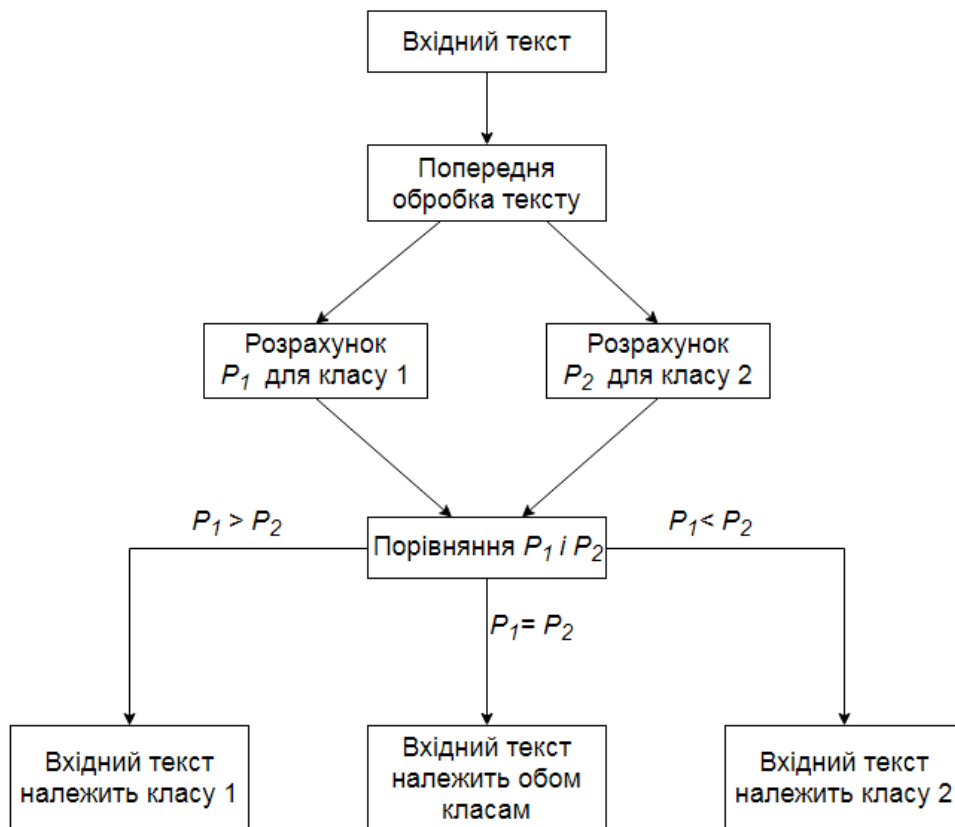 Вхідний текст
Попередня
обробка тексту
Розрахунок
P₁ для класу 1
Розрахунок
P₂ для класу 2
P₁ > P₂
Порівняння P₁ і P₂
P₁< P₂
P₁= P₂
Вхідний текст
належить класу 1
Вхідний текст
належить обом
класам
Вхідний текст
належить класу 2